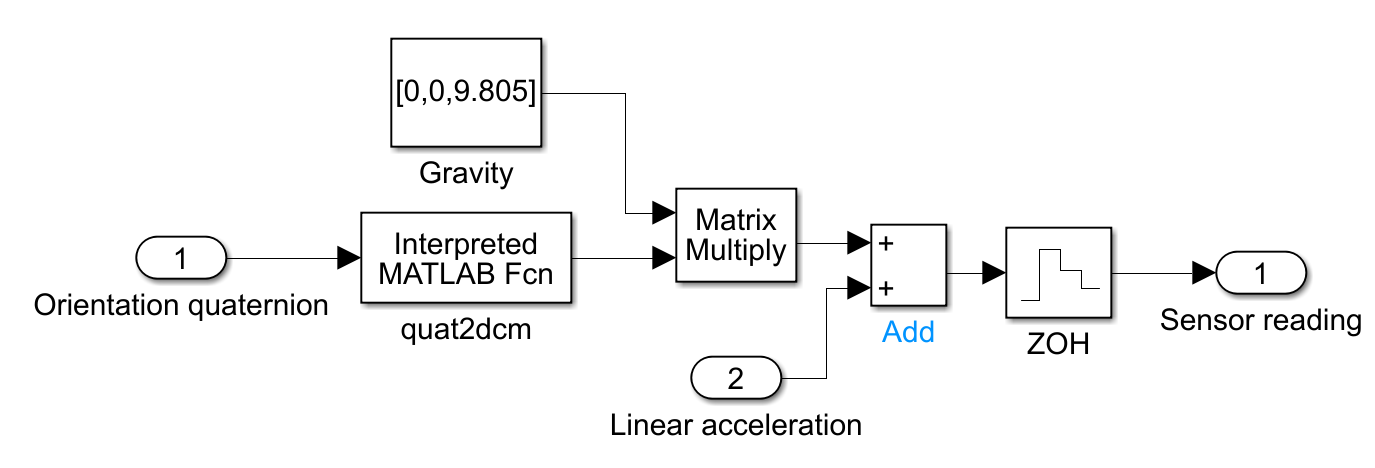 [0,0,9.805]
Gravity
1
Orientation quaternion
Interpreted
MATLAB Fcn
quat2dcm
Matrix
Multiply
2
Linear acceleration
+
+
Add
ZOH
1
Sensor reading